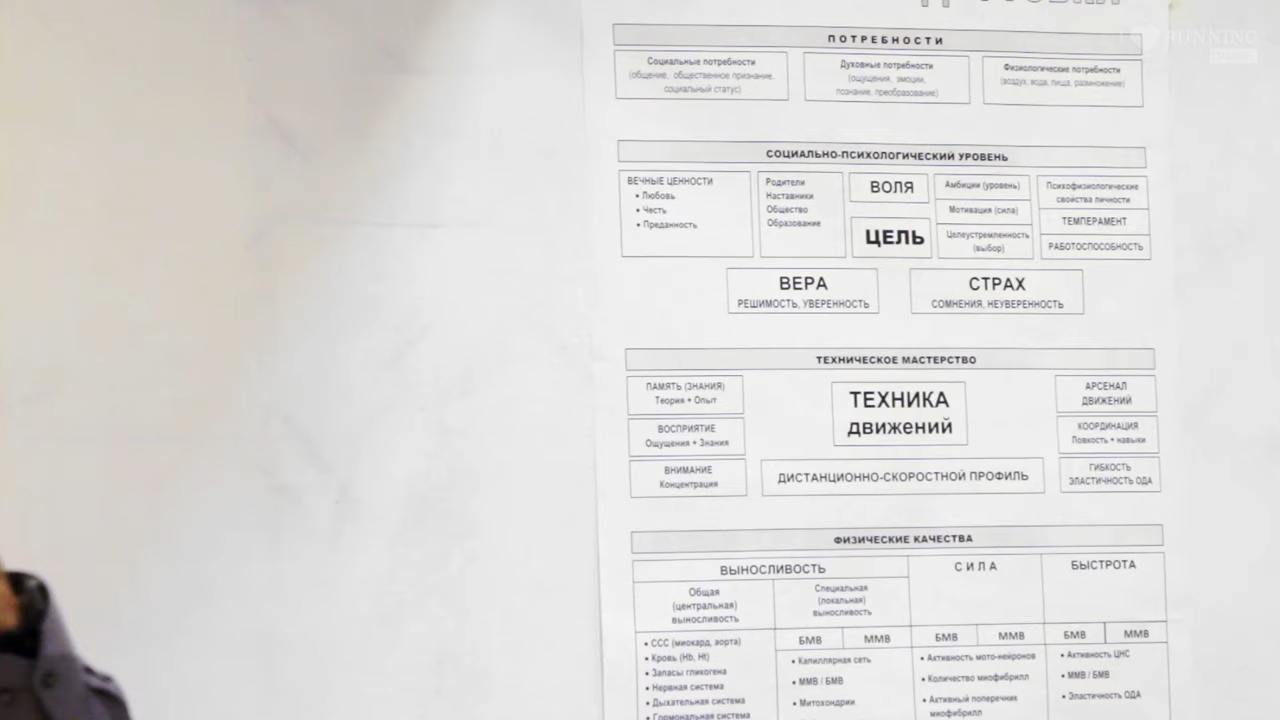 RUNNING
ПОТРЕБНОСТИ
Социальные потребности
(общение, общественное признание,
социальный статус)
Духовные потребности
(ощущения, эмоции,
познание, преобразование)
Физиологические потребности
(воздух, вода, пища, размножение)
СОЦИАЛЬНО-ПСИХОЛОГИЧЕСКИЙ УРОВЕНЬ
ВЕЧНЫЕ ЦЕННОСТИ
• Любовь
• Честь
• Преданность
Родители
Наставники
Общество
Образование
ВОЛЯ
ЦЕЛЬ
Амбиции (уровень)
Мотивация (сила)
Целеустремленность
(выбор)
Психофизиологические
свойства личности
ТЕМПЕРАМЕНТ
РАБОТОСПОСОБНОСТЬ
ВЕРА
РЕШИМОСТЬ, УВЕРЕННОСТЬ
СТРАХ
СОМНЕНИЯ, НЕУВЕРЕННОСТЬ
ТЕХНИЧЕСКОЕ МАСТЕРСТВО
ПАМЯТЬ (ЗНАНИЯ)
Теория + Опыт
ВОСПРИЯТИЕ
Ощущения + Знания
ВНИМАНИЕ
Концентрация
ТЕХНИКА
движений
ДИСТАНЦИОННО-СКОРОСТНОЙ ПРОФИЛЬ
АРСЕНАЛ
ДВИЖЕНИЙ
КООРДИНАЦИЯ
Ловкость + навыки
ГИБКОСТЬ
ЭЛАСТИЧНОСТЬ ОДА
ФИЗИЧЕСКИЕ КАЧЕСТВА
ВЫНОСЛИВОСТЬ
СИЛА
БЫСТРОТА
Общая
(центральная)
выносливость
Специальная
(локальная)
выносливость
БМВ ММВ
БМВ ММВ
БМВ ММВ
• ССС (миокард, аорта)
• Кровь (Hb, Ht)
• Запасы гликогена
• Нервная система
• Дыхательная система
• Гормональная система
• Капиллярная сеть
• ММВ / БМВ
• Митохондрии
• Активность мото-нейронов
• Количество миофибрилл
• Активный поперечник
миофибрилл
• Активность ЦНС
• ММВ / БМВ
• Эластичность ОДА